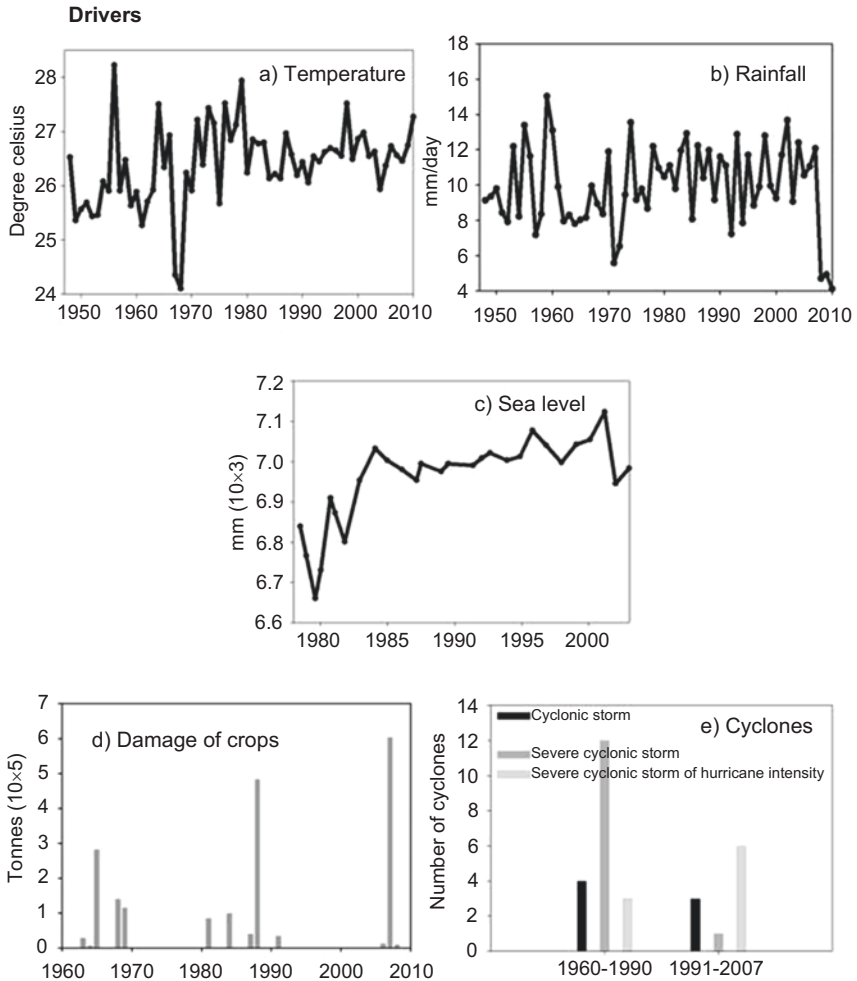 Drivers
a) Temperature
Degree celsius
28
27
26
25
24
1950 1960 1970 1980 1990 2000 2010
b) Rainfall
mm/day
18
16
14
12
10
8
6
4
1950 1960 1970 1980 1990 2000 2010
c) Sea level
mm (10×3)
7.2
7.1
7.0
6.9
6.8
6.7
6.6
1980 1985 1990 1995 2000
d) Damage of crops
Tonnes (10×5)
7
6
5
4
3
2
1
0
1960 1970 1980 1990 2000 2010
e) Cyclones
Number of cyclones
14
12
10
8
6
4
2
0
Cyclonic storm
Severe cyclonic storm
Severe cyclonic storm of hurricane intensity
1960-1990 1991-2007